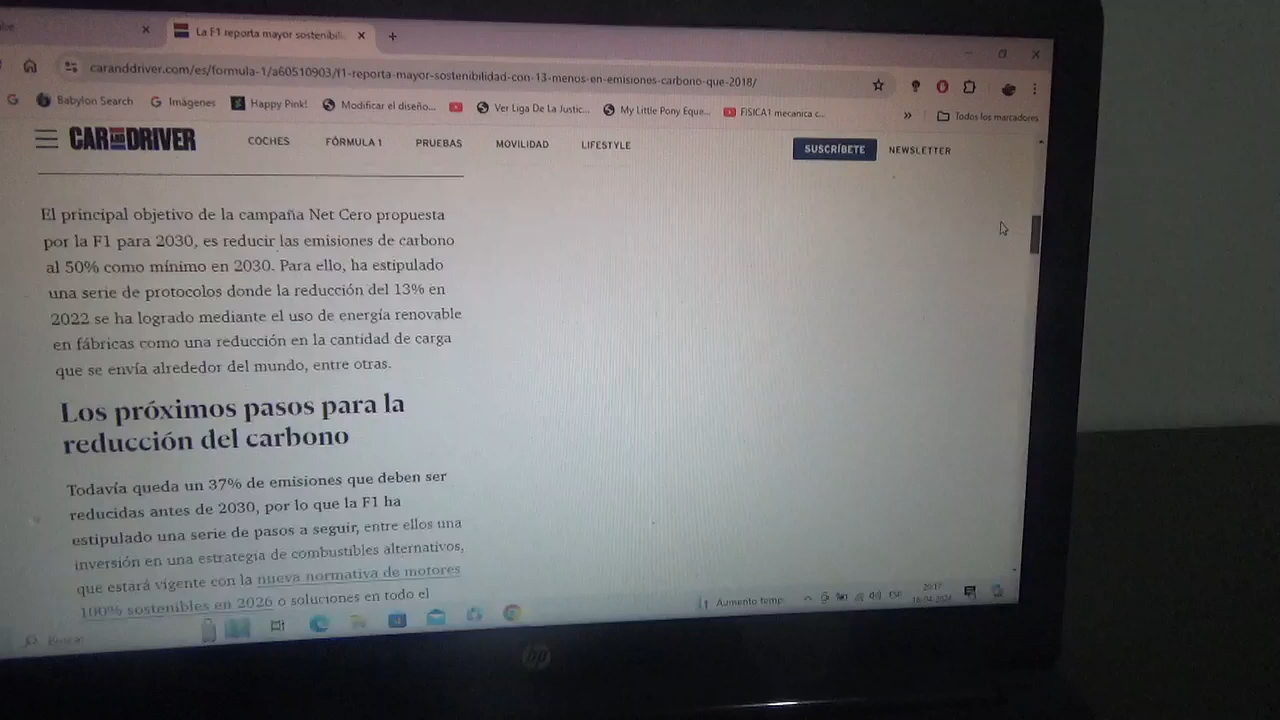 La F1 reporta mayor sostenibili
caranddriver.com/es/formula-1/a60510903/f1-reporta-mayor-sostenibilidad-con-13-menos-en-emisiones-carbono-que-2018/
Babylon Search Imágenes Happy Pink! Modificar el diseño... Ver Liga De La Justic... My Little Pony Eque... FISICA1 mecanica c... » Todos los marcadores
CAR AND DRIVER COCHES FÓRMULA 1 PRUEBAS MOVILIDAD LIFESTYLE SUSCRÍBETE NEWSLETTER
El principal objetivo de la campaña Net Cero propuesta
por la F1 para 2030, es reducir las emisiones de carbono
al 50% como mínimo en 2030. Para ello, ha estipulado
una serie de protocolos donde la reducción del 13% en
2022 se ha logrado mediante el uso de energía renovable
en fábricas como una reducción en la cantidad de carga
que se envía alrededor del mundo, entre otras.
Los próximos pasos para la
reducción del carbono
Todavía queda un 37% de emisiones que deben ser
reducidas antes de 2030, por lo que la F1 ha
estipulado una serie de pasos a seguir, entre ellos una
inversión en una estrategia de combustibles alternativos,
que estará vigente con la nueva normativa de motores
100% sostenibles en 2026 o soluciones en todo el
Buscar Aumento temp. ESP
hp